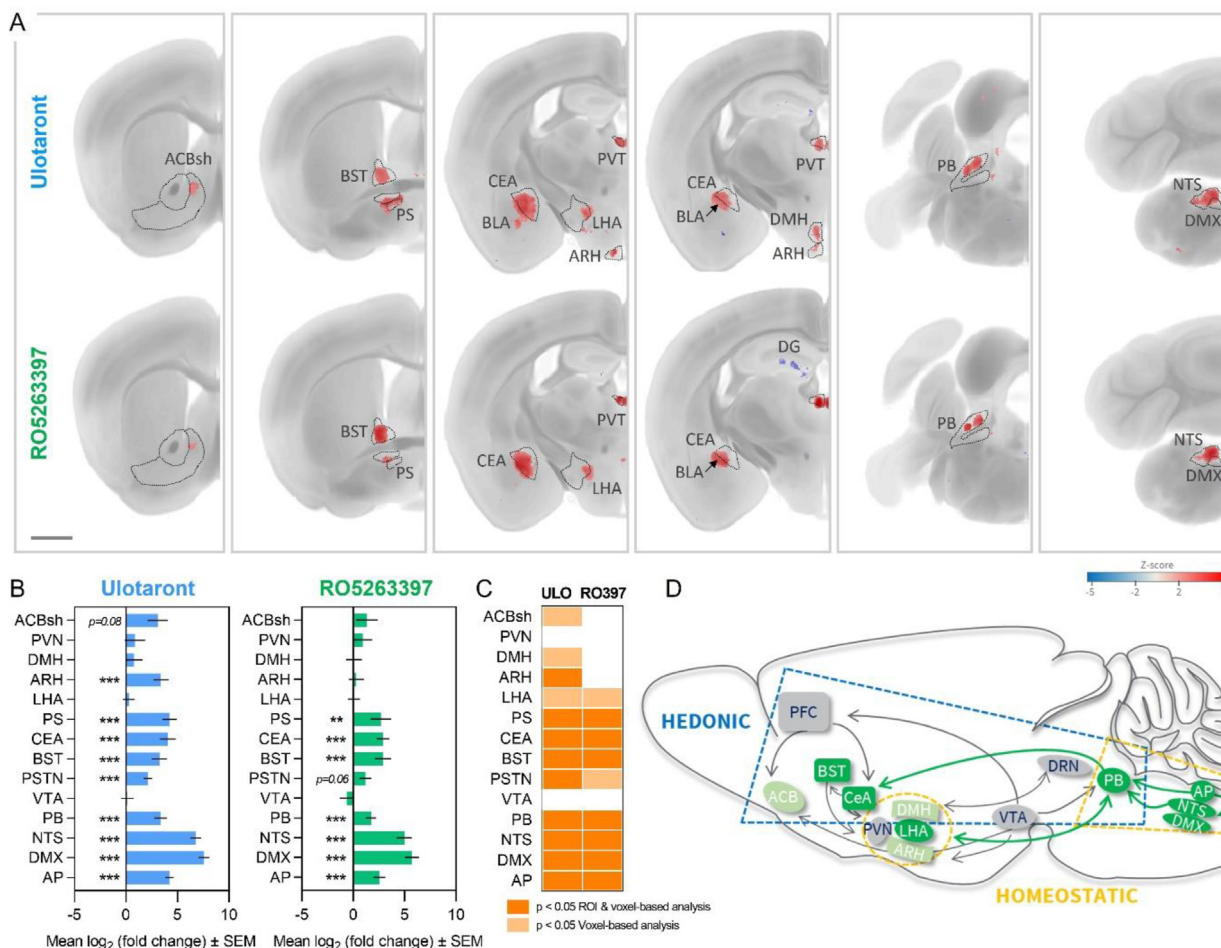 A
Ulotaront
ACBsh
BST
PS
CEA
BLA
PVT
LHA
ARH
CEA
BLA
PVT
DMH
ARH
PB
NTS
DMX
RO5263397
BST
PS
CEA
PVT
LHA
DG
CEA
BLA
PB
NTS
DMX
B
Ulotaront
ACBsh
PVN
DMH
ARH
LHA
PS
CEA
BST
PSTN
VTA
PB
NTS
DMX
AP
p=0.08
***
***
***
***
***
***
***
***
***
-5 0 5 10
Mean log₂ (fold change) ± SEM
RO5263397
ACBsh
PVN
DMH
ARH
LHA
PS
CEA
BST
PSTN
VTA
PB
NTS
DMX
AP
**
***
***
p=0.06
***
***
***
***
-5 0 5 10
Mean log₂ (fold change) ± SEM
C
ULO RO397
ACBsh
PVN
DMH
ARH
LHA
PS
CEA
BST
PSTN
VTA
PB
NTS
DMX
AP
p < 0.05 ROI & voxel-based analysis
p < 0.05 Voxel-based analysis
D
Z-score
-5 -2 2
HEDONIC
PFC
BST
CeA
ACB
DMH
PVN
LHA
ARH
VTA
DRN
PB
AP
NTS
DMX
HOMEOSTATIC